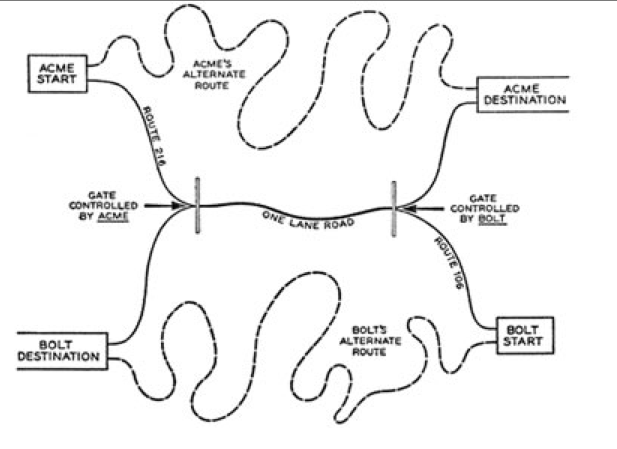 ACME
START
ACME'S
ALTERNATE
ROUTE
ACME
DESTINATION
ROUTE 216
GATE
CONTROLLED
BY ACME
ONE LANE ROAD
GATE
CONTROLLED
BY BOLT
ROUTE 106
BOLT
DESTINATION
BOLT'S
ALTERNATE
ROUTE
BOLT
START